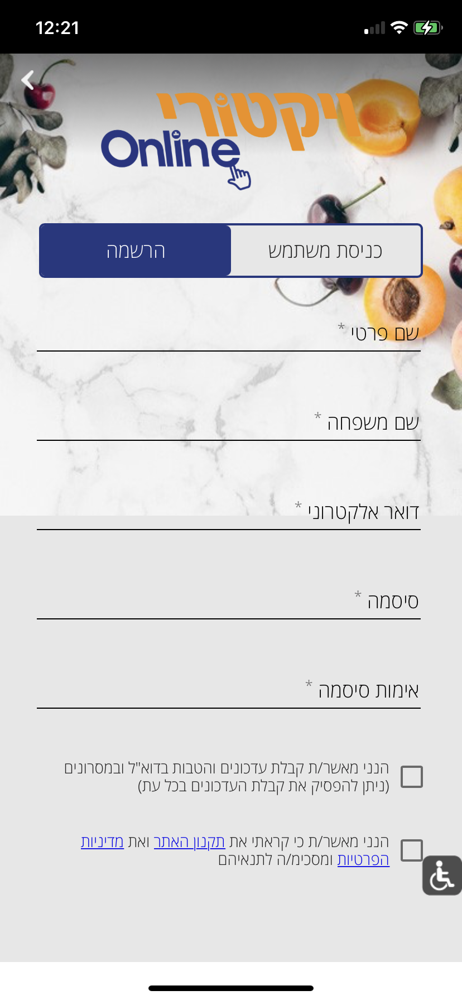 12:21
ויקטורי
Online
כניסת משתמש
הרשמה
שם פרטי *
שם משפחה *
דואר אלקטרוני *
סיסמה *
אימות סיסמה *
הנני מאשר/ת קבלת עדכונים והטבות בדוא"ל ובמסרונים
(ניתן להפסיק את קבלת העדכונים בכל עת)
הנני מאשר/ת כי קראתי את תקנון האתר ואת מדיניות
הפרטיות ומסכימ/ה לתנאיהם